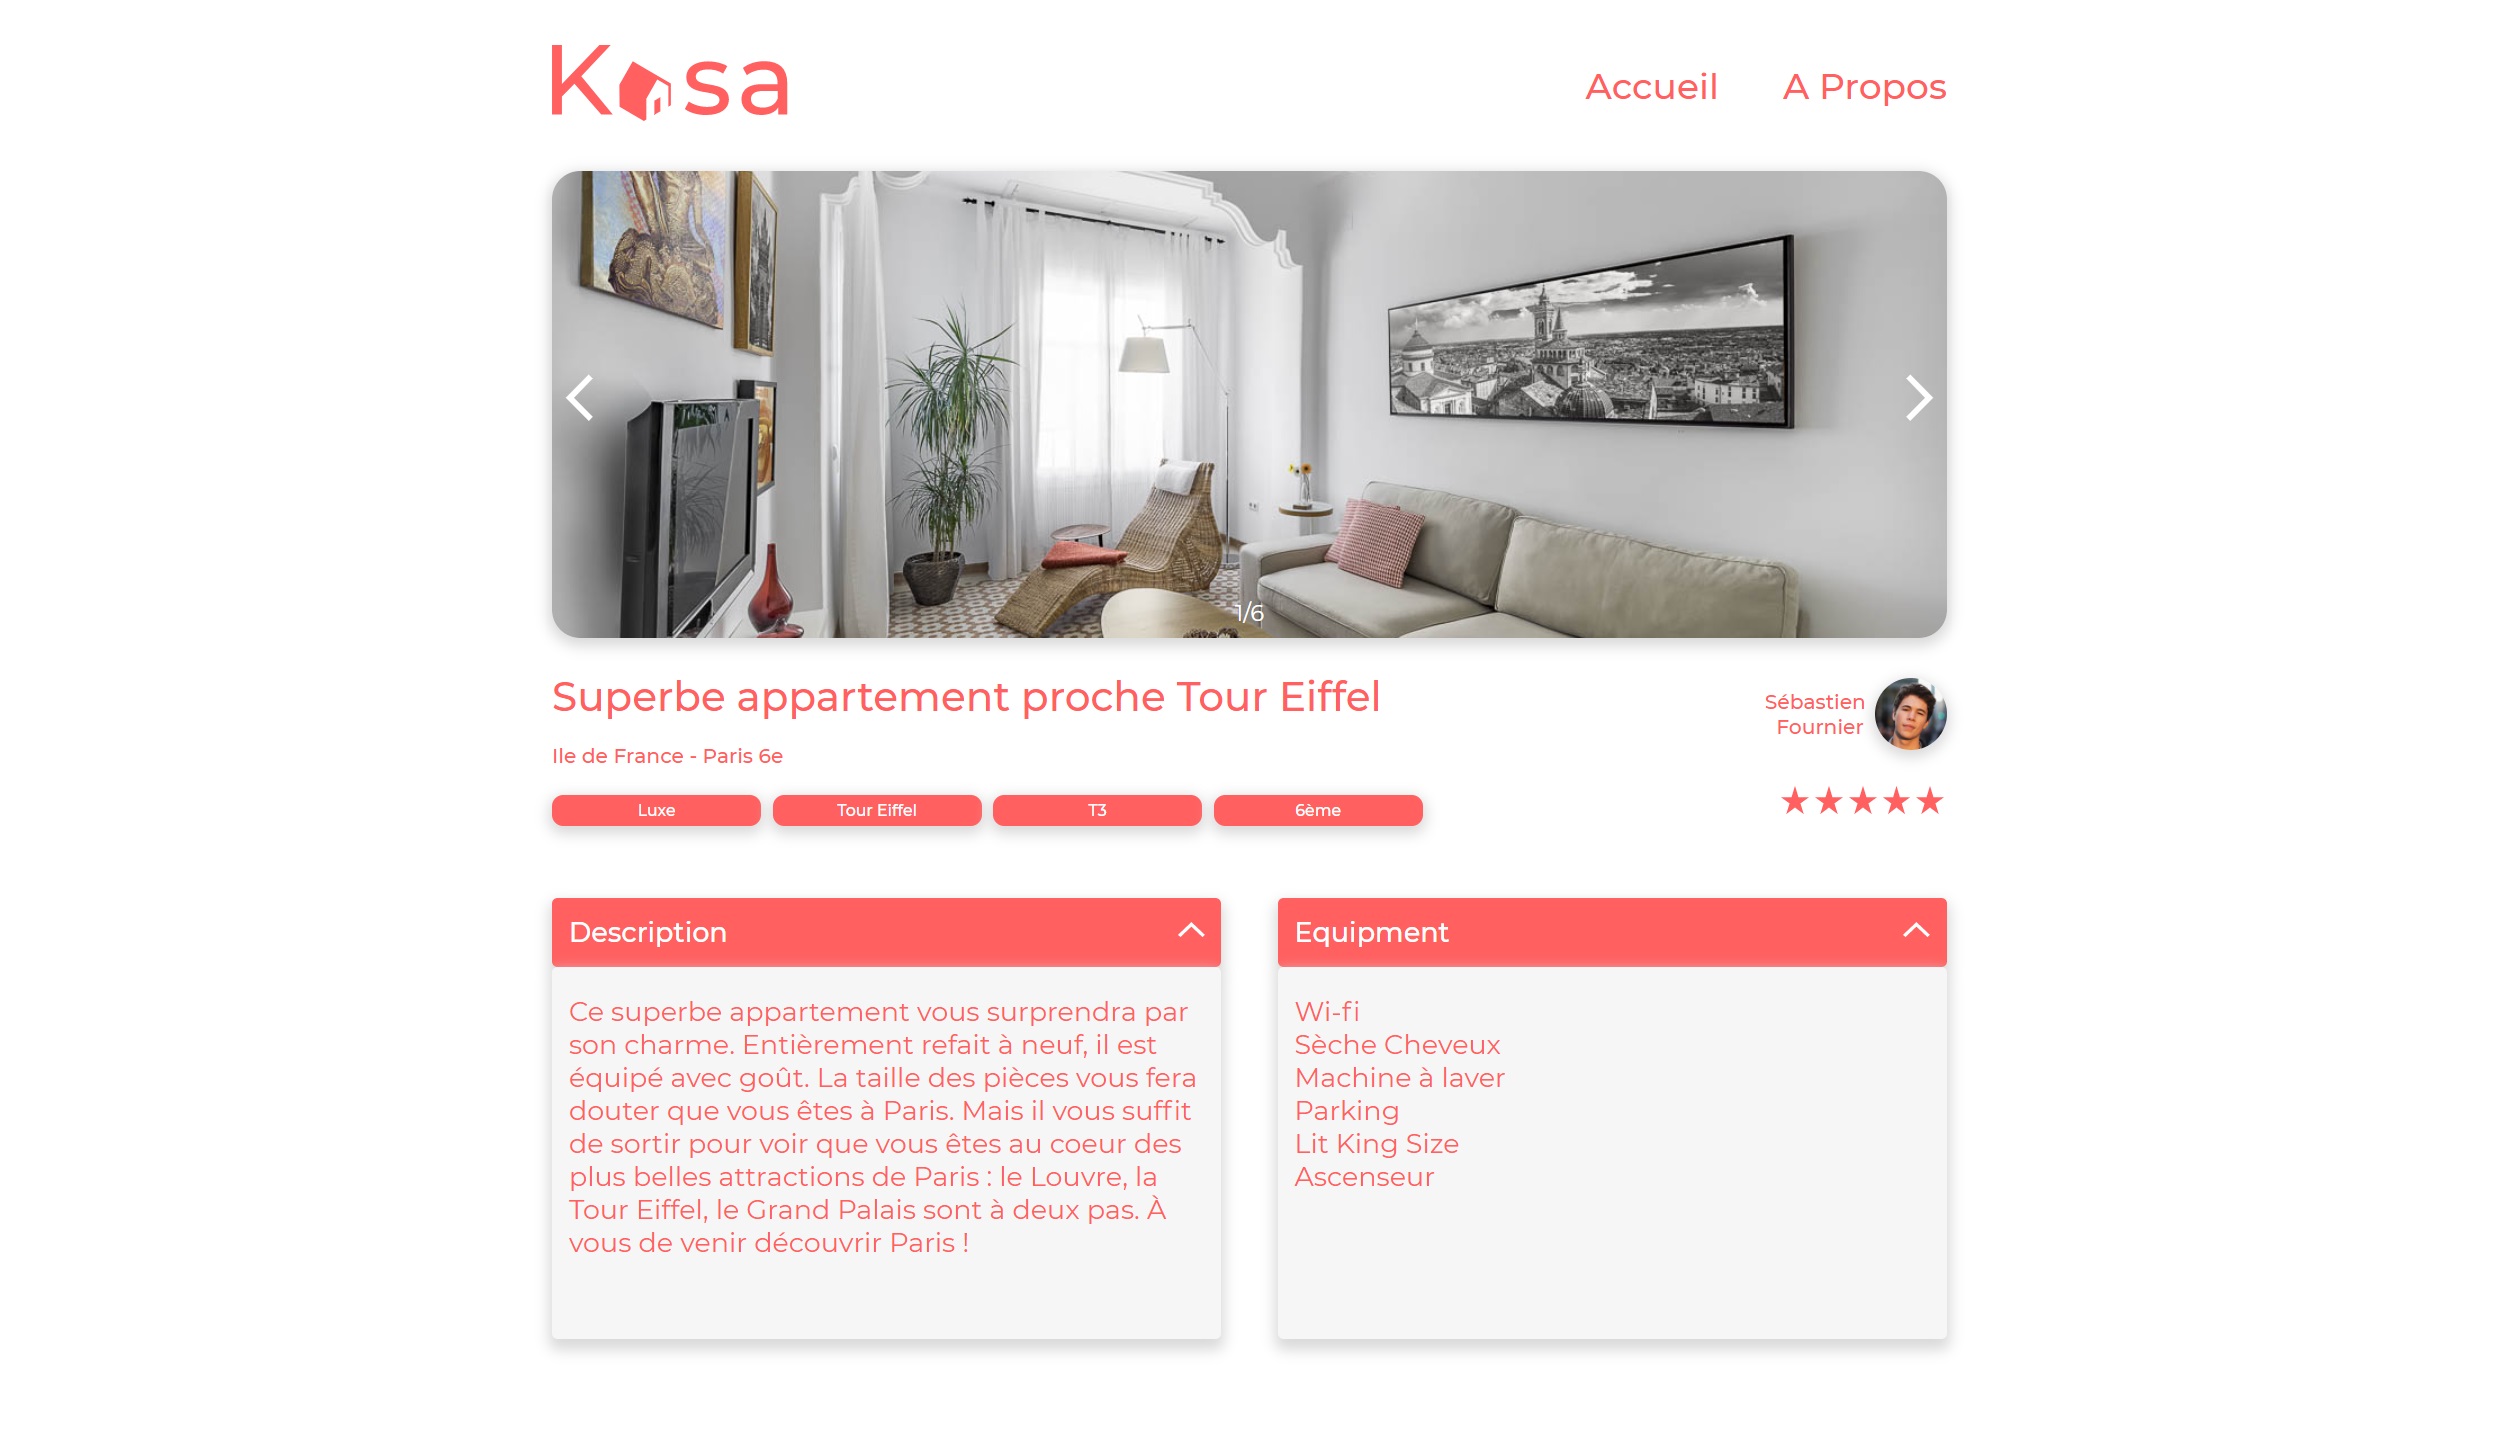 Kasa
Accueil
A Propos
1/6
Superbe appartement proche Tour Eiffel
Sébastien
Fournier
Ile de France - Paris 6e
Luxe
Tour Eiffel
T3
6ème
Description
Ce superbe appartement vous surprendra par
son charme. Entièrement refait à neuf, il est
équipé avec goût. La taille des pièces vous fera
douter que vous êtes à Paris. Mais il vous suffit
de sortir pour voir que vous êtes au coeur des
plus belles attractions de Paris : le Louvre, la
Tour Eiffel, le Grand Palais sont à deux pas. À
vous de venir découvrir Paris !
Equipment
Wi-fi
Sèche Cheveux
Machine à laver
Parking
Lit King Size
Ascenseur